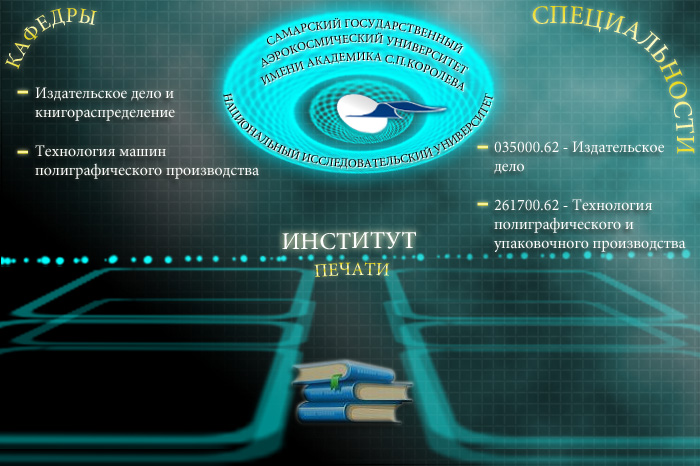 КАФЕДРЫ
Издательское дело и
книгораспределение
Технология машин
полиграфического производства
САМАРСКИЙ ГОСУДАРСТВЕННЫЙ
АЭРОКОСМИЧЕСКИЙ УНИВЕРСИТЕТ
ИМЕНИ АКАДЕМИКА С.П.КОРОЛЕВА
НАЦИОНАЛЬНЫЙ ИССЛЕДОВАТЕЛЬСКИЙ УНИВЕРСИТЕТ
СПЕЦИАЛЬНОСТИ
035000.62 - Издательское
дело
261700.62 - Технология
полиграфического и
упаковочного производства
ИНСТИТУТ
ПЕЧАТИ